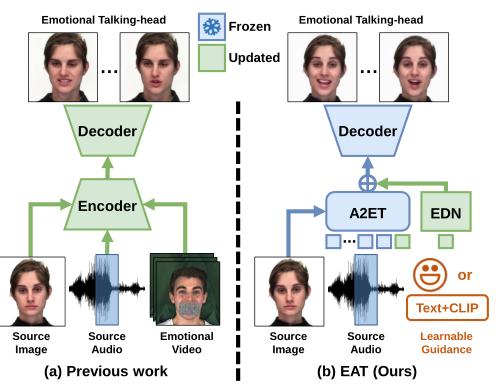 Emotional Talking-head
Frozen
Updated
Emotional Talking-head
...
...
Decoder
Decoder
Encoder
A2ET
EDN
...
or
Text+CLIP
Source
Image
Source
Audio
Emotional
Video
Source
Image
Source
Audio
Learnable
Guidance
(a) Previous work
(b) EAT (Ours)